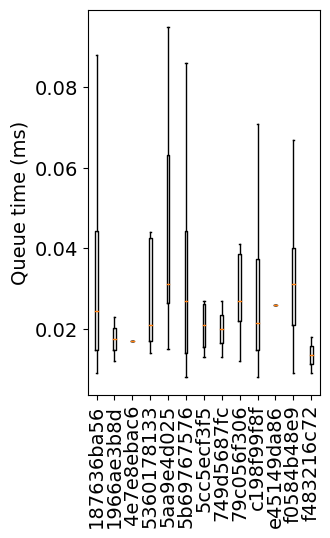 Queue time (ms)
0.08
0.06
0.04
0.02
187636ba56
1966ae3b8d
4e7e8ebac6
5360178133
5aa9e4d025
5b69767576
5cc5ecf3f5
749d5687fc
79c056f306
c198f99f8f
e45149da86
f0584b48e9
f483216c72